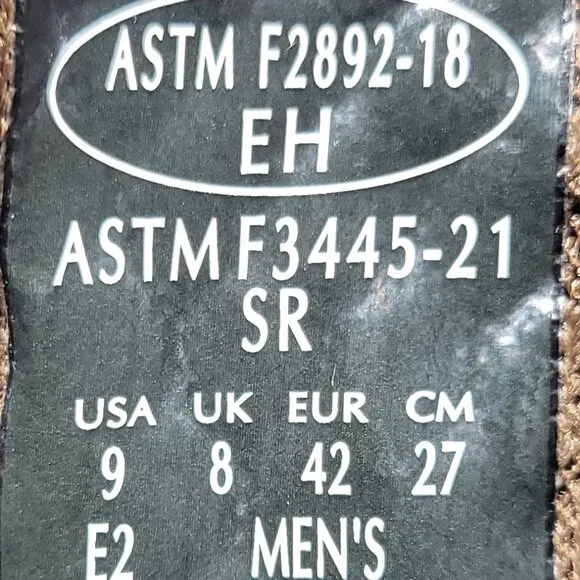 ASTM F2892-18
EH
ASTM F3445-21
SR
USA UK EUR CM
9 8 42 27
E2 MEN'S